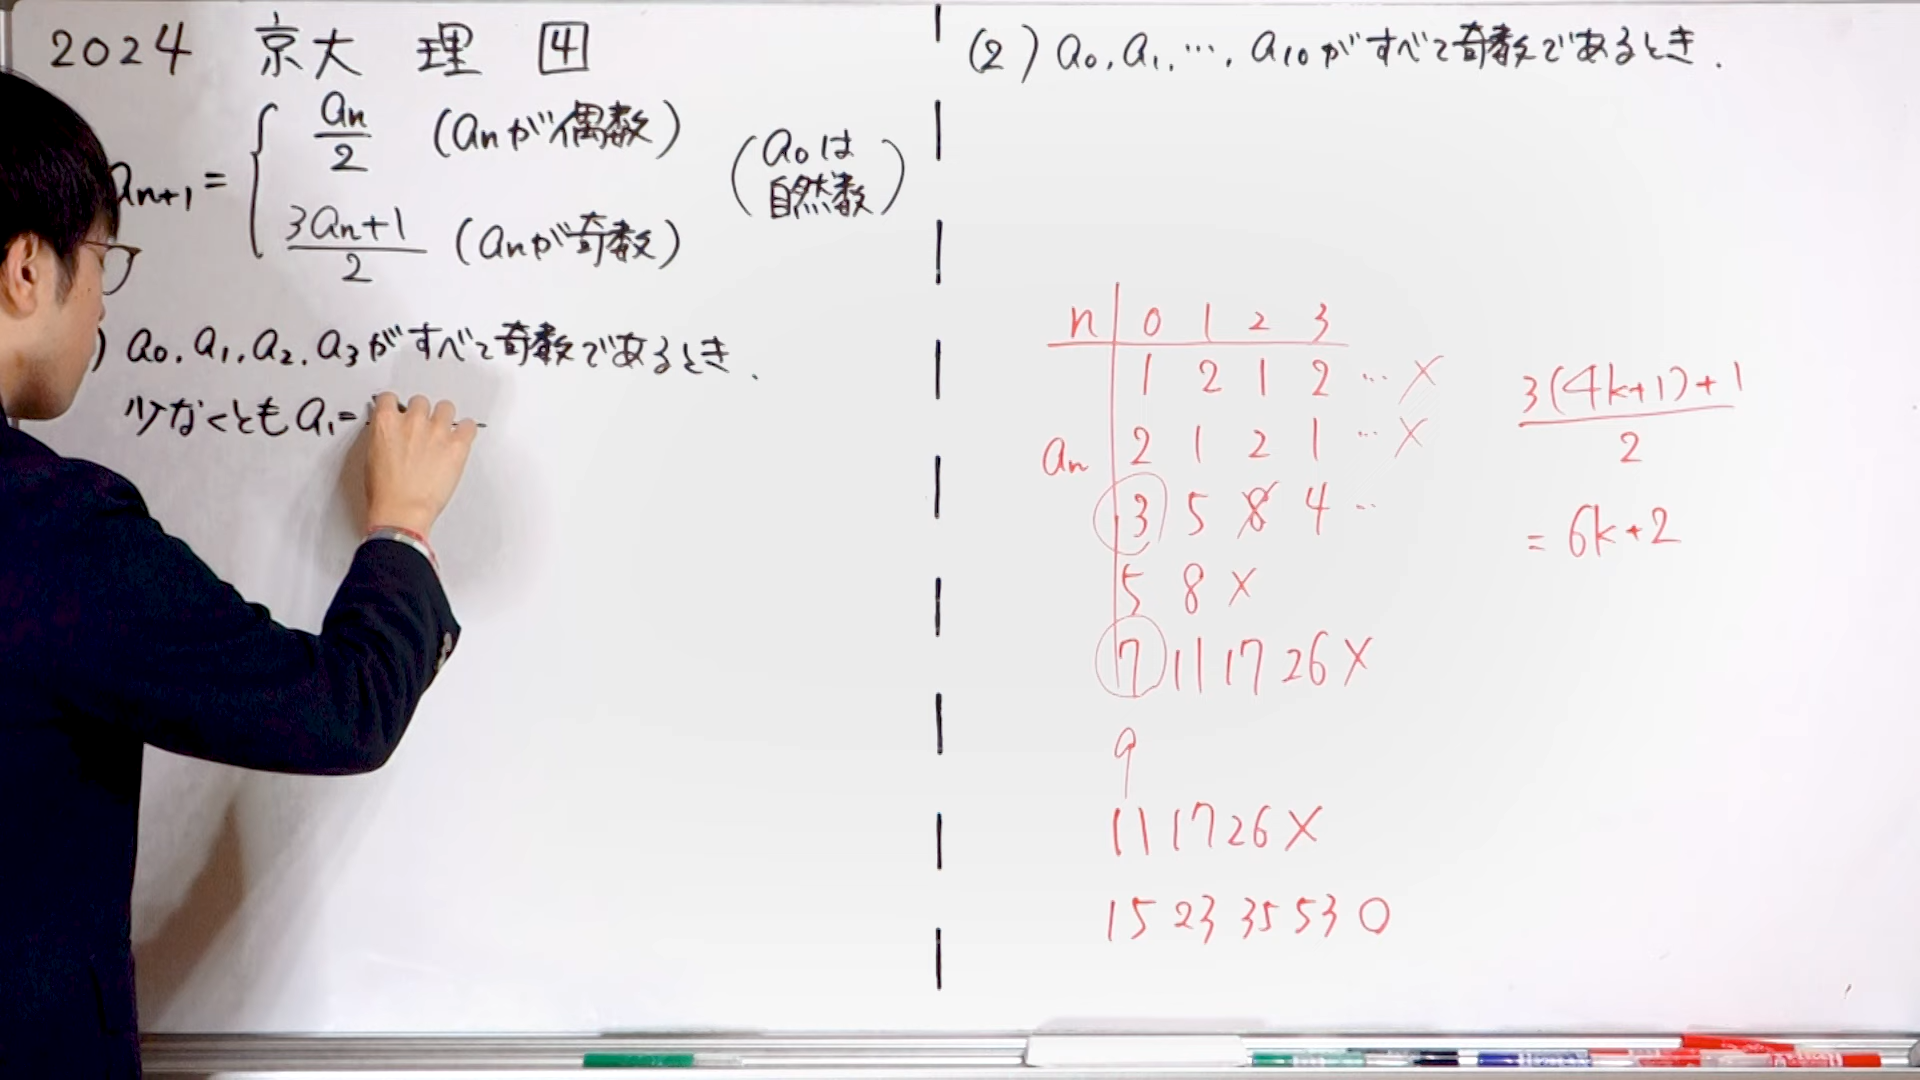 2024 京大 理 4
an+1 = { an/2 (anが偶数)
3an+1/2 (anが奇数)
(a0は自然数)
) a0, a1, a2, a3がすべて奇数であるとき.
少なくともa1=
(2) a0, a1, …, a10がすべて奇数であるとき.
n 0 1 2 3
1 2 1 2 … ×
an 2 1 2 1 … ×
3 5 8 4 …
5 8 ×
7 11 17 26 ×
9
11 17 26 ×
15 23 35 53 ○
3(4k+1)+1
2
= 6k+2